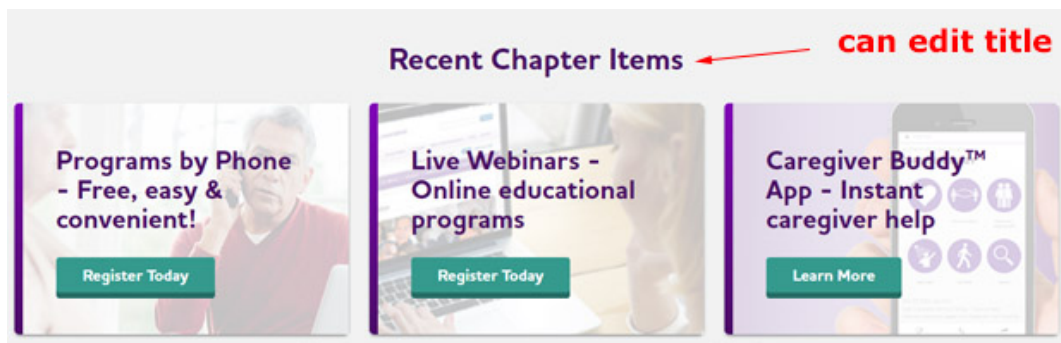 can edit title
Recent Chapter Items
Programs by Phone
- Free, easy &
convenient!
Register Today
Live Webinars -
Online educational
programs
Register Today
Caregiver Buddy™
App - Instant
caregiver help
Learn More